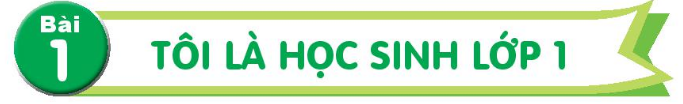 Bài
1
TÔI LÀ HỌC SINH LỚP 1